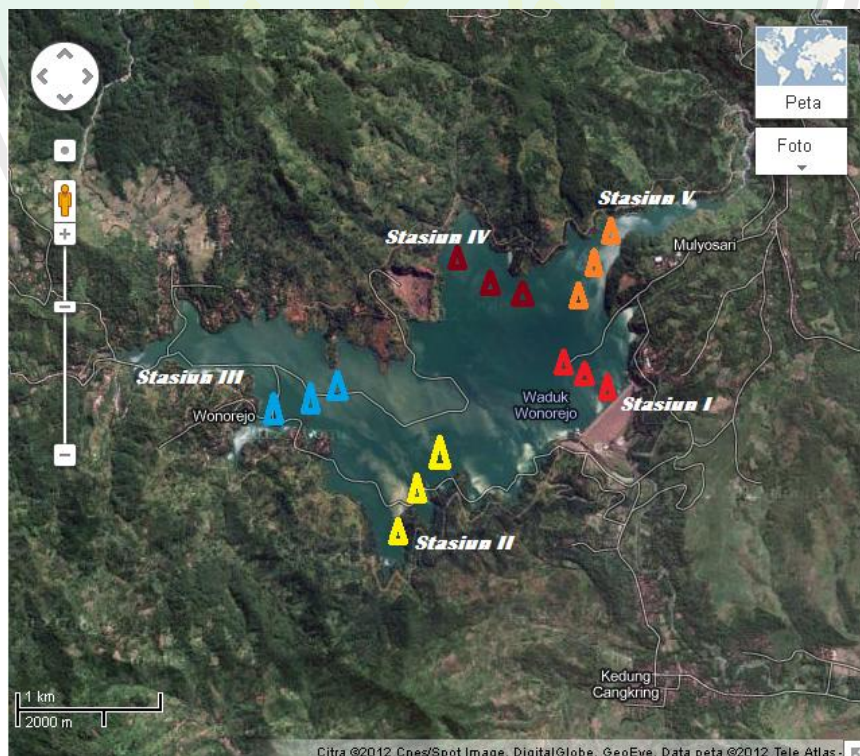 Peta
Foto
Stasiun V
Stasiun IV
Mulyosari
Stasiun III
Waduk
Wonorejo
Stasiun I
Wonorejo
Stasiun II
Kedung
Cangkring
1 km
2000 m
Citra ©2012 Cnes/Spot Image, DigitalGlobe, GeoEye, Data peta ©2012 Tele Atlas -